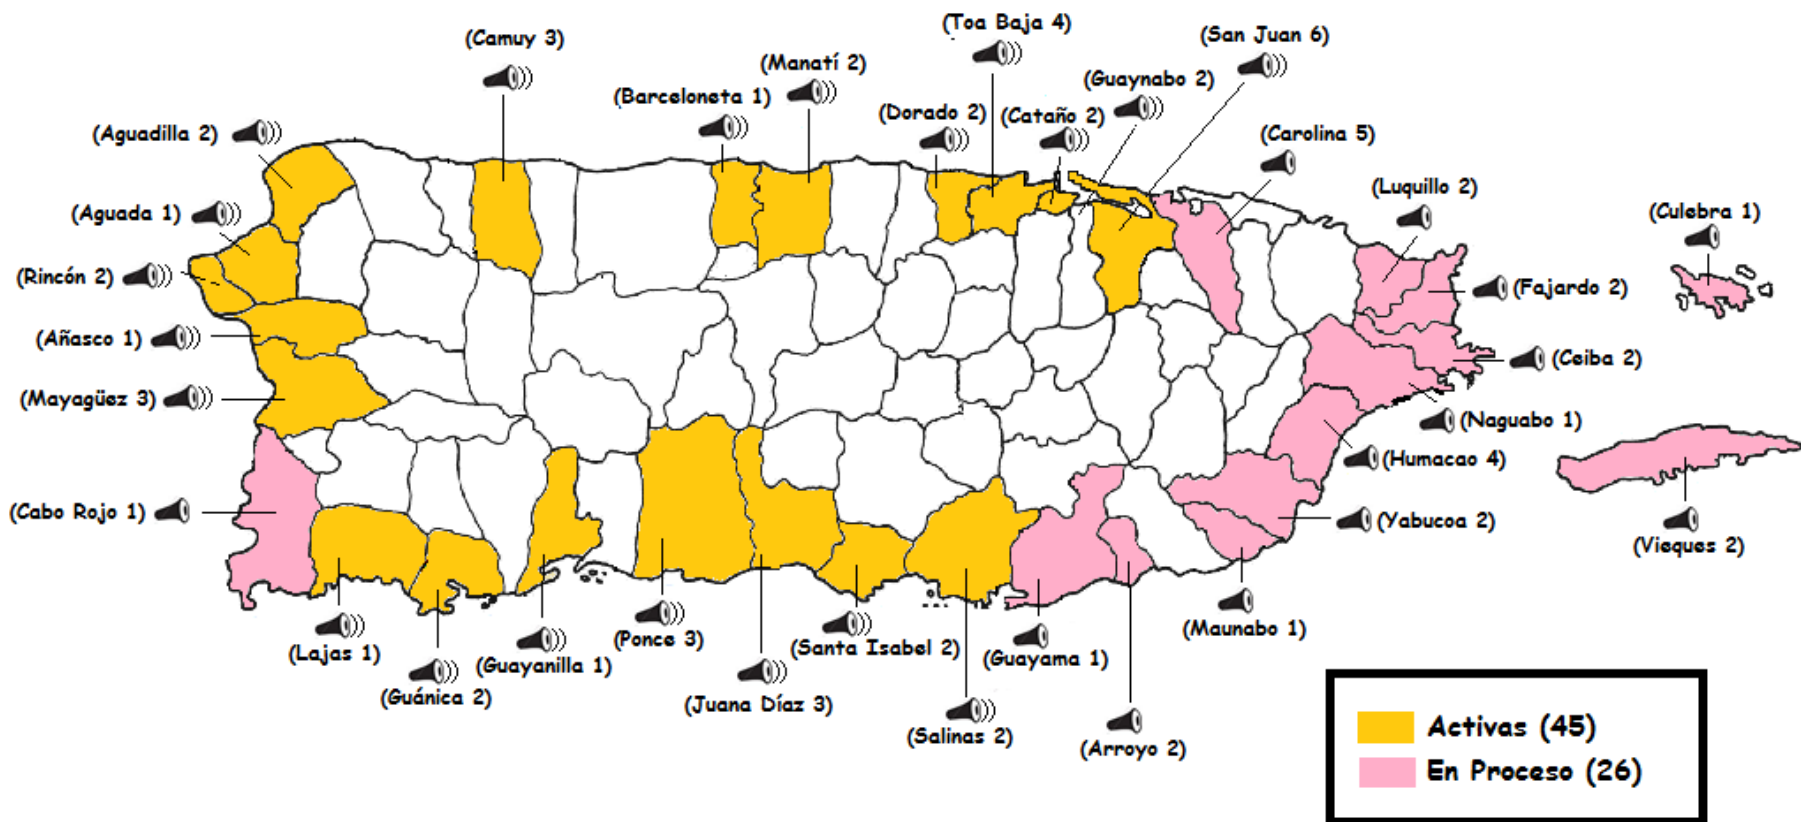 (Toa Baja 4)
(San Juan 6)
(Camuy 3)
(Manatí 2)
(Guaynabo 2)
(Barceloneta 1)
(Dorado 2)
(Cataño 2)
(Aguadilla 2)
(Carolina 5)
(Luquillo 2)
(Aguada 1)
(Culebra 1)
(Rincón 2)
(Fajardo 2)
(Añasco 1)
(Ceiba 2)
(Mayagüez 3)
(Naguabo 1)
(Humacao 4)
(Cabo Rojo 1)
(Yabucoa 2)
(Vieques 2)
(Maunabo 1)
(Ponce 3)
(Santa Isabel 2)
(Lajas 1)
(Guayanilla 1)
(Guayama 1)
(Guánica 2)
(Juana Díaz 3)
(Salinas 2)
(Arroyo 2)
Activas (45)
En Proceso (26)